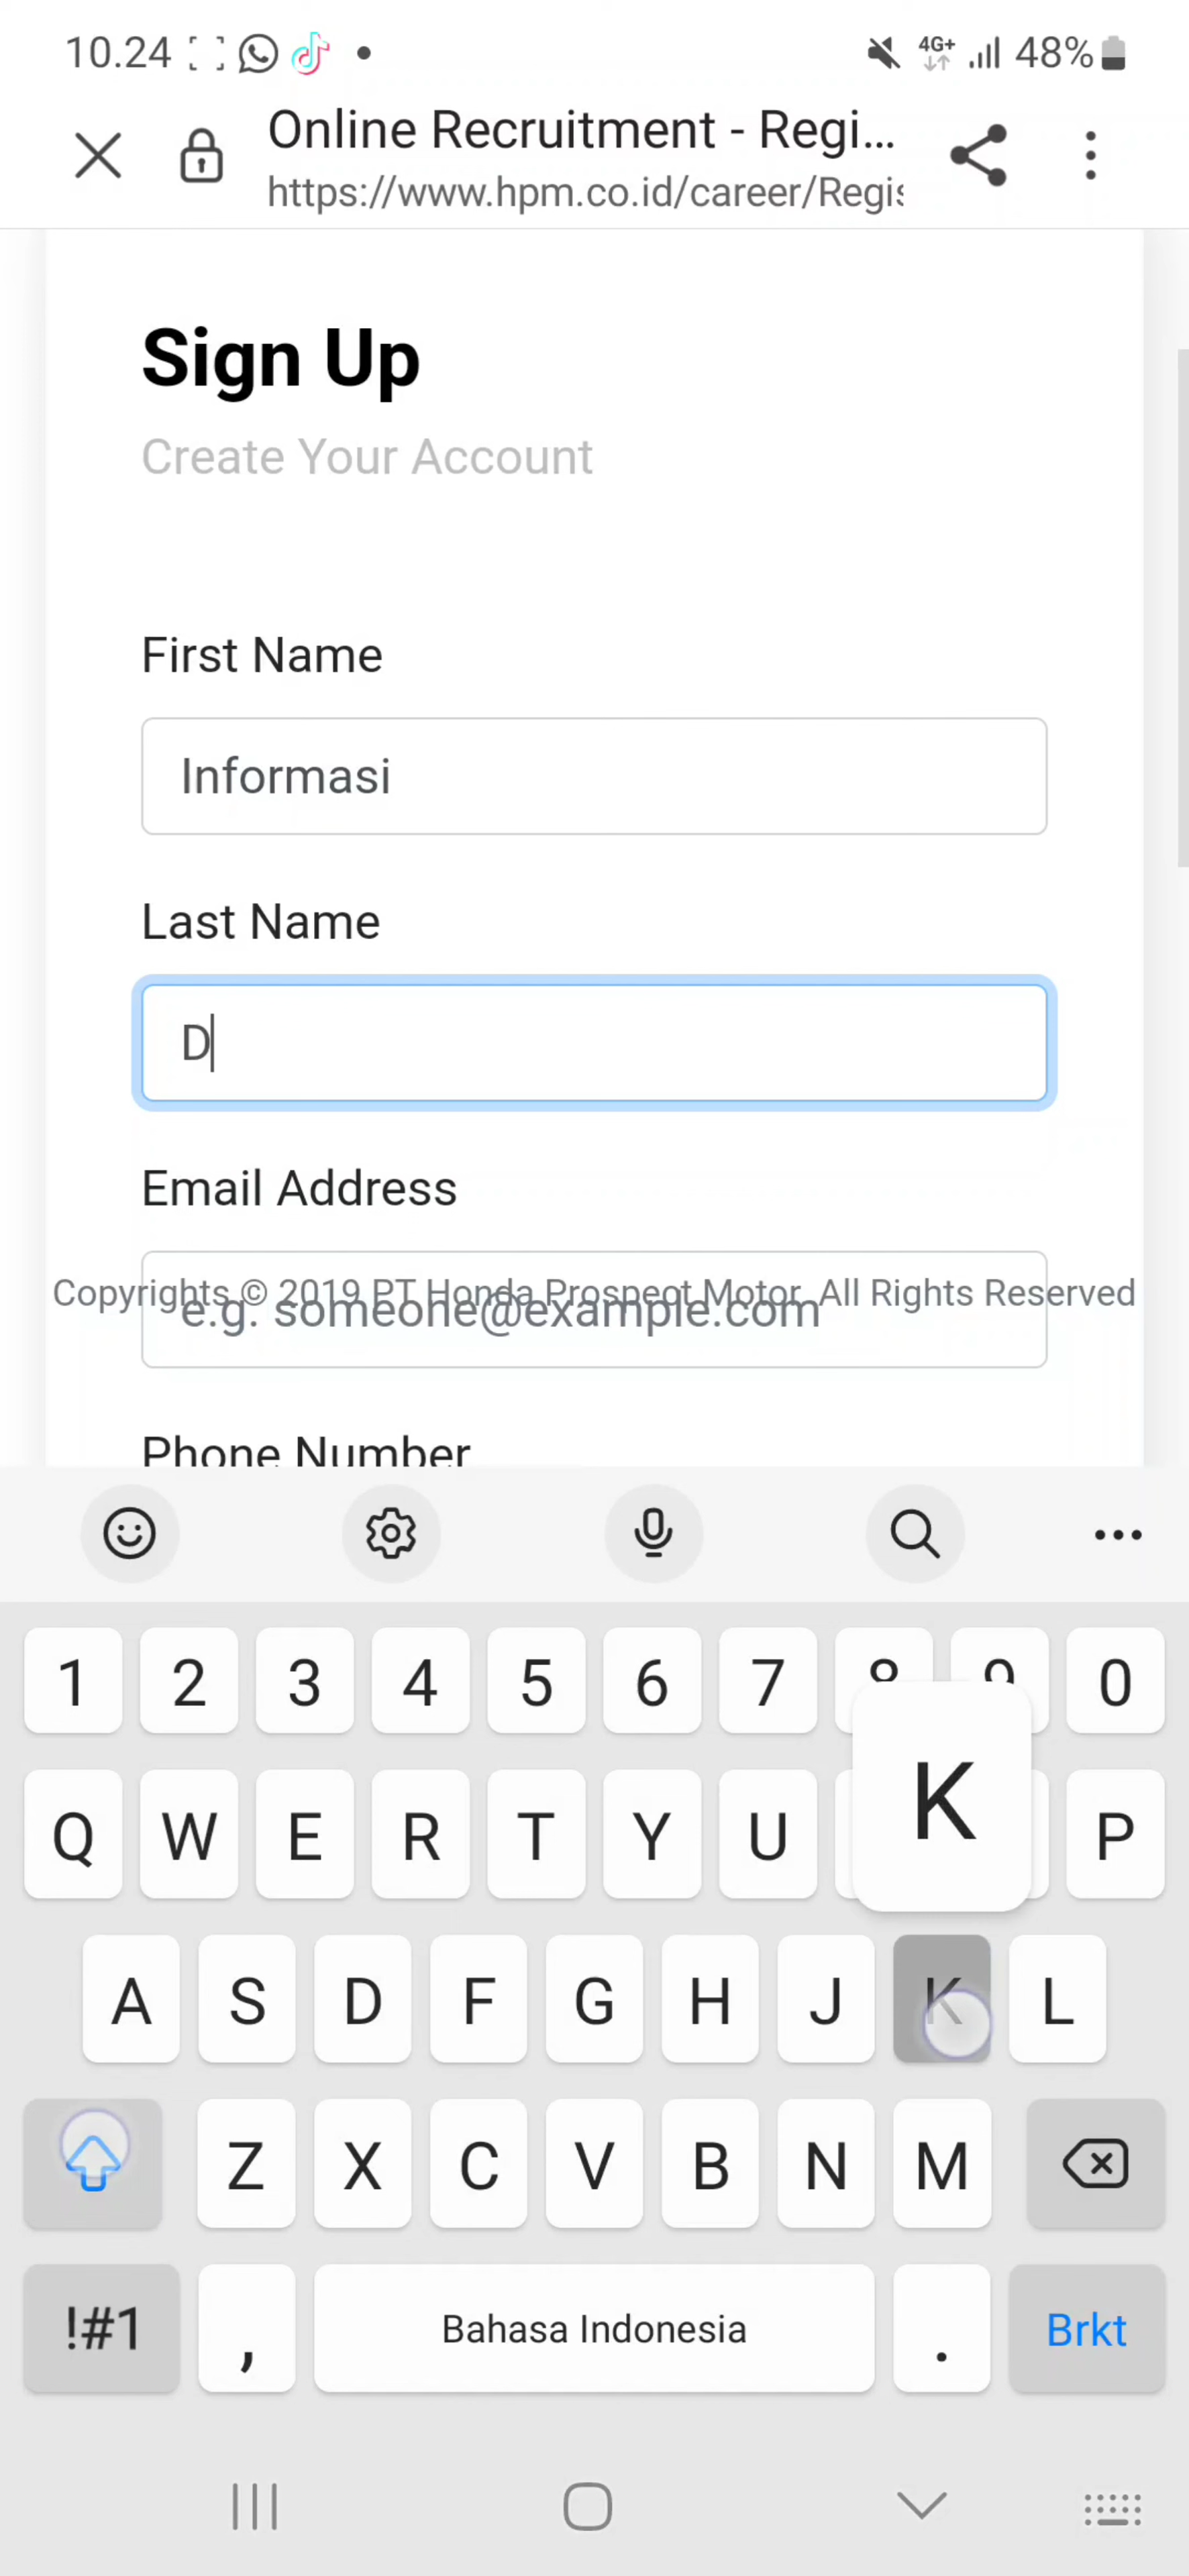 10.24
4G+ 48%
Online Recruitment - Regi...
https://www.hpm.co.id/career/Regis
Sign Up
Create Your Account
First Name
Informasi
Last Name
D
Email Address
Copyrights © 2019 PT Honda Prospect Motor. All Rights Reserved
e.g. someone@example.com
Phone Number
1 2 3 4 5 6 7 8 9 0
K
Q W E R T Y U P
A S D F G H J K L
Z X C V B N M
!#1 , Bahasa Indonesia . Brkt